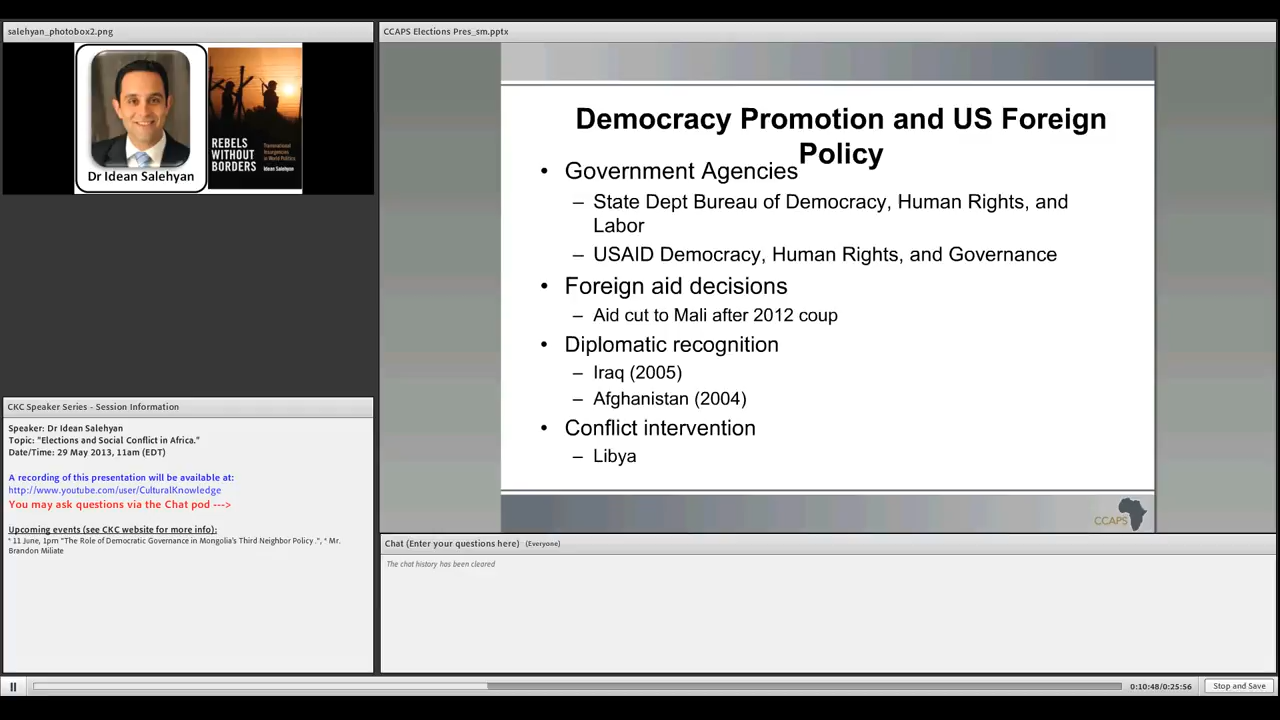 salehyan_photobox2.png
Dr Idean Salehyan
REBELS
WITHOUT
BORDERS
Transnational
Insurgencies
in World Politics
Idean Salehyan
CKC Speaker Series - Session Information
Speaker: Dr Idean Salehyan
Topic: "Elections and Social Conflict in Africa."
Date/Time: 29 May 2013, 11am (EDT)
A recording of this presentation will be available at:
http://www.youtube.com/user/CulturalKnowledge
You may ask questions via the Chat pod --->
Upcoming events (see CKC website for more info):
* 11 June, 1pm "The Role of Democratic Governance in Mongolia's Third Neighbor Policy.", * Mr.
Brandon Miliate
CCAPS Elections Pres_sm.pptx
Democracy Promotion and US Foreign
Policy
• Government Agencies
– State Dept Bureau of Democracy, Human Rights, and
Labor
– USAID Democracy, Human Rights, and Governance
• Foreign aid decisions
– Aid cut to Mali after 2012 coup
• Diplomatic recognition
– Iraq (2005)
– Afghanistan (2004)
• Conflict intervention
– Libya
CCAPS
Chat (Enter your questions here) (Everyone)
The chat history has been cleared
0:10:48/0:25:56
Stop and Save